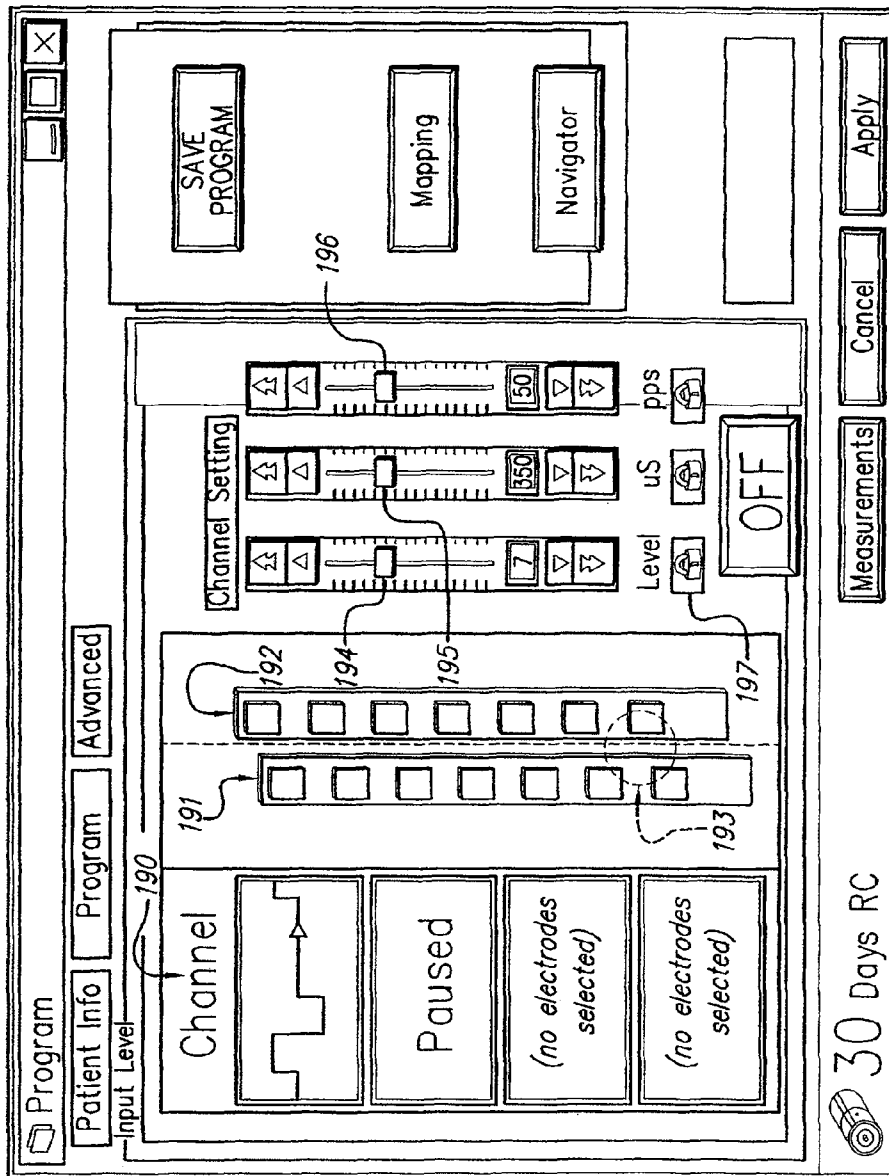 Program
Patient Info
Program
Advanced
Input Level
190
Channel
Paused
(no electrodes
selected)
(no electrodes
selected)
191
192
193
Channel Setting
194
195
196
7
350
50
Level
uS
pps
197
OFF
SAVE
PROGRAM
Mapping
Navigator
30 Days RC
Measurements
Cancel
Apply